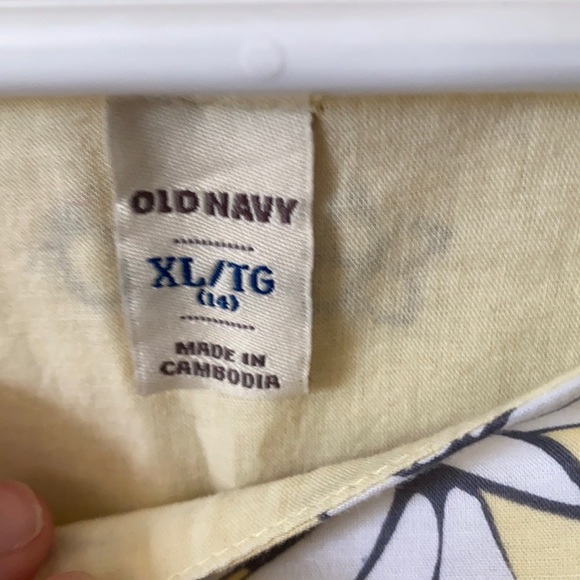 OLD NAVY
XL/TG
(14)
MADE IN
CAMBODIA